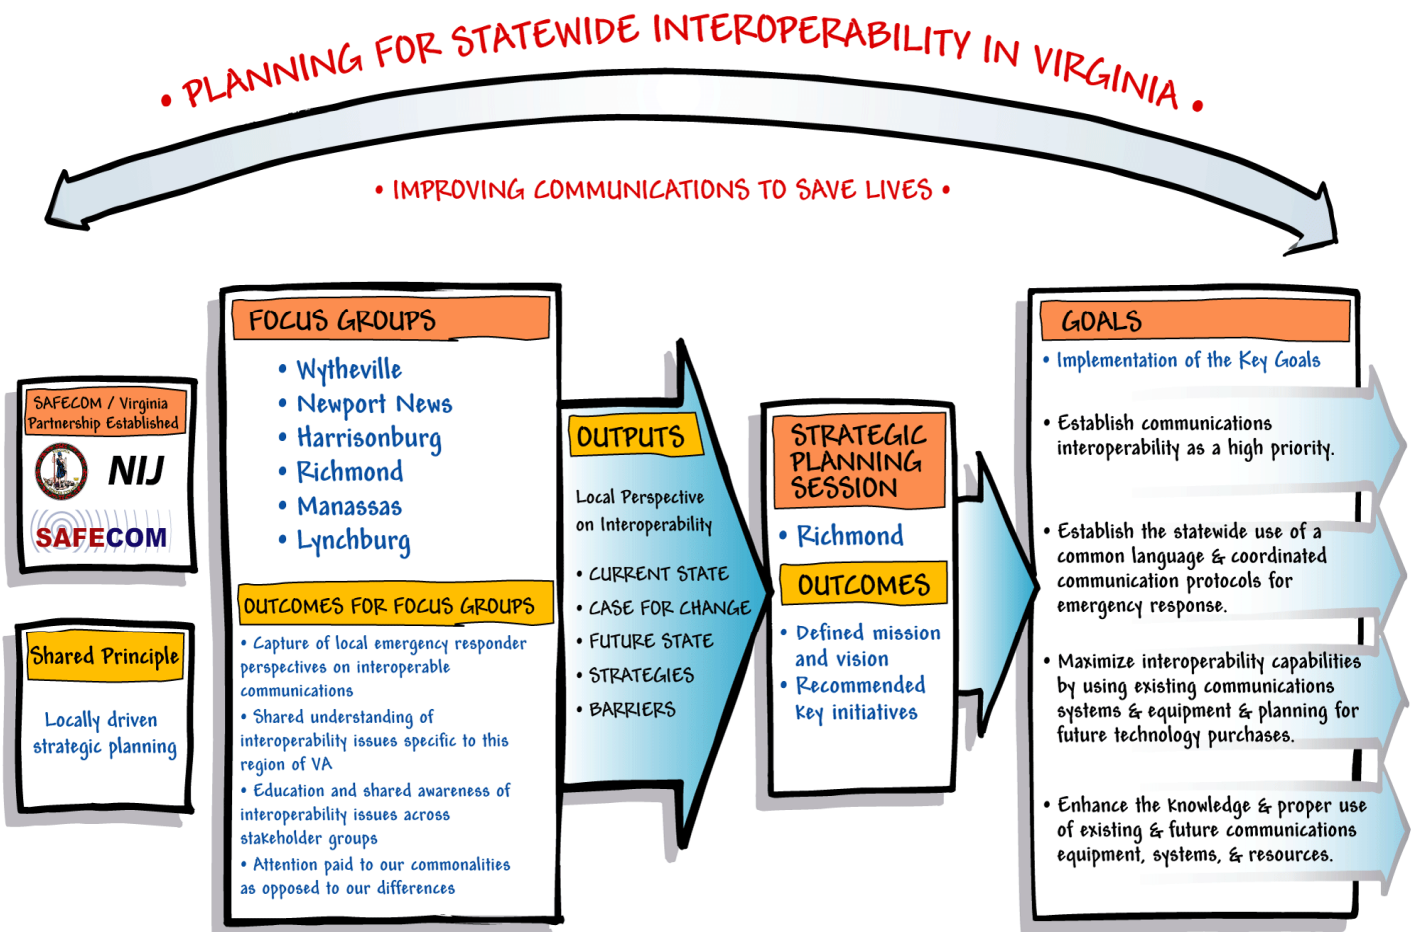 • PLANNING FOR STATEWIDE INTEROPERABILITY IN VIRGINIA •
• IMPROVING COMMUNICATIONS TO SAVE LIVES •
SAFECOM / Virginia
Partnership Established
NIJ
SAFECOM
Shared Principle
Locally driven
strategic planning
FOCUS GROUPS
• Wytheville
• Newport News
• Harrisonburg
• Richmond
• Manassas
• Lynchburg
OUTCOMES FOR FOCUS GROUPS
• Capture of local emergency responder
perspectives on interoperable
communications
• Shared understanding of
interoperability issues specific to this
region of VA
• Education and shared awareness of
interoperability issues across
stakeholder groups
• Attention paid to our commonalities
as opposed to our differences
OUTPUTS
Local Perspective
on Interoperability
• CURRENT STATE
• CASE FOR CHANGE
• FUTURE STATE
• STRATEGIES
• BARRIERS
STRATEGIC
PLANNING
SESSION
• Richmond
OUTCOMES
• Defined mission
and vision
• Recommended
Key initiatives
GOALS
• Implementation of the Key Goals
• Establish communications
interoperability as a high priority.
• Establish the statewide use of a
common language & coordinated
communication protocols for
emergency response.
• Maximize interoperability capabilities
by using existing communications
systems & equipment & planning for
future technology purchases.
• Enhance the Knowledge & proper use
of existing & future communications
equipment, systems, & resources.